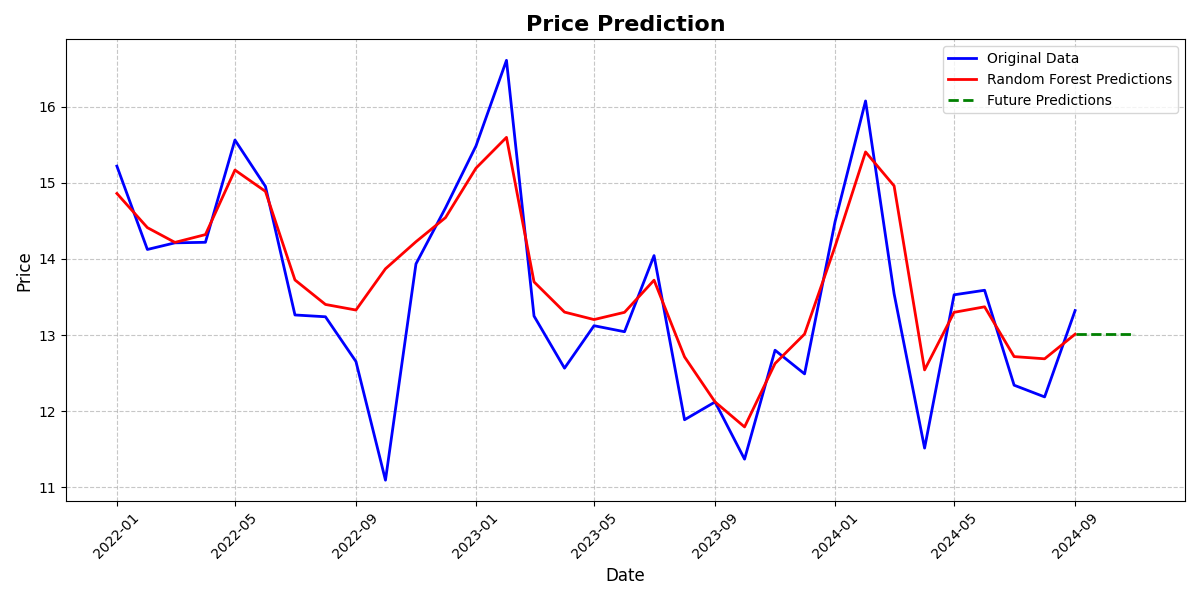 Price Prediction
Original Data
Random Forest Predictions
Future Predictions
Price
16
15
14
13
12
11
2022-01
2022-05
2022-09
2023-01
2023-05
2023-09
2024-01
2024-05
2024-09
Date